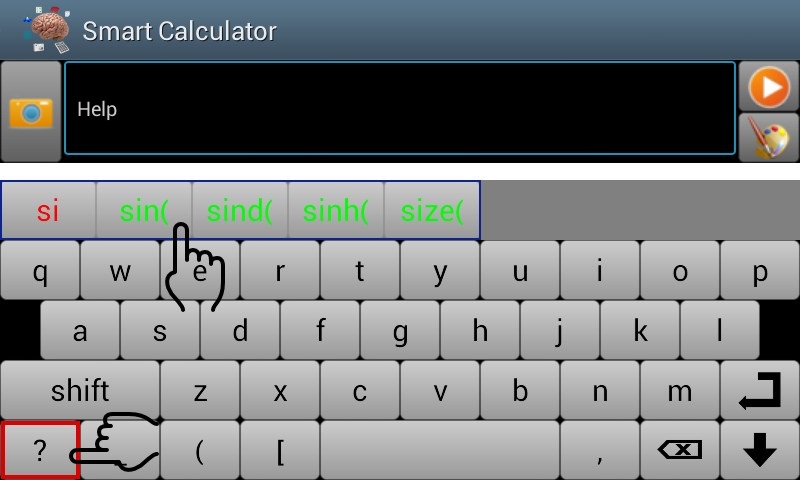 Smart Calculator
Help
si sin( sind( sinh( size(
q w e r t y u i o p
a s d f g h j k l
shift z x c v b n m
? ( [ ,